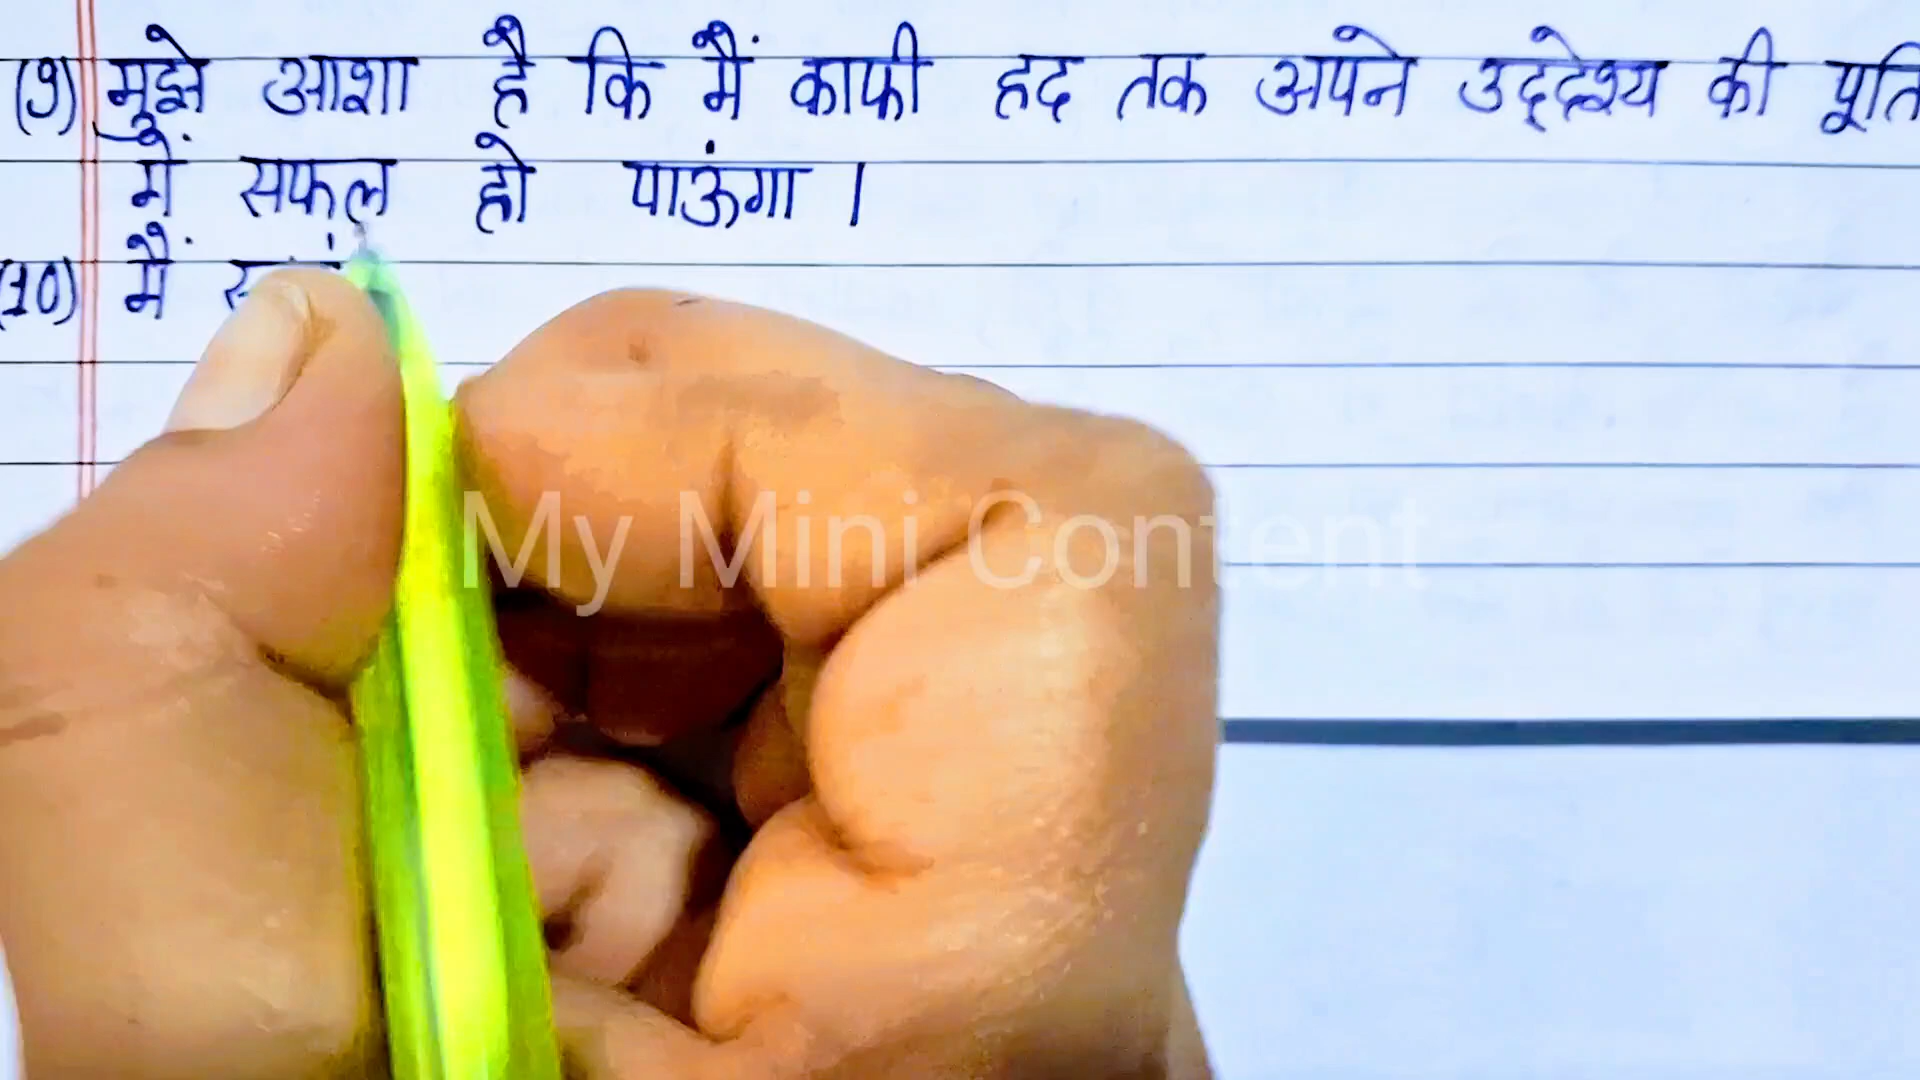 (9) मुझे आशा है कि मैं काफी हद तक अपने उद्देश्य की पूर्ति
में सफल हो पाऊंगा ।
(10) मैं
My Mini Content